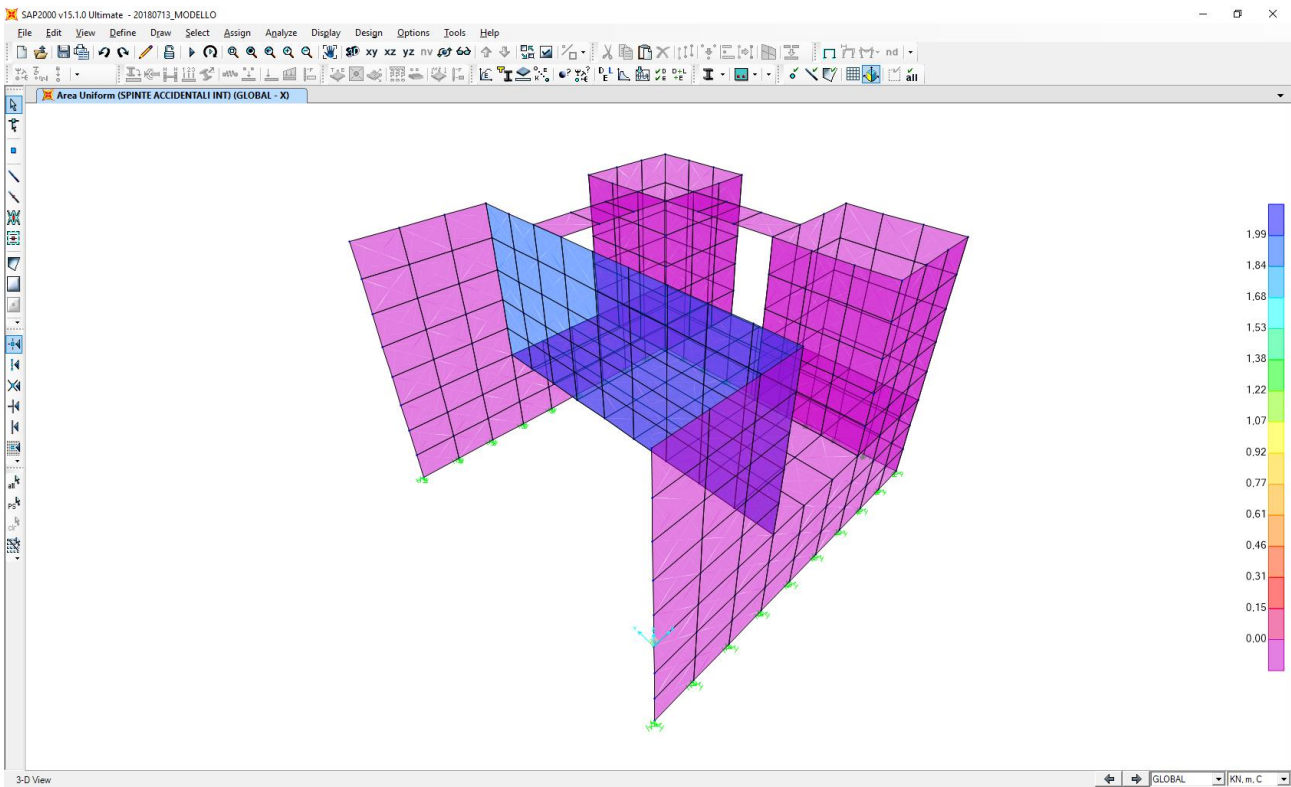 SAP2000 v15.1.0 Ultimate - 20180713_MODELLO
File Edit View Define Draw Select Assign Analyze Display Design Options Tools Help
xy xz yz nv
nd
Area Uniform (SPINTE ACCIDENTALI INT) (GLOBAL - X)
1.99
1.84
1.68
1.53
1.38
1.22
1.07
0.92
0.77
0.61
0.46
0.31
0.15
0.00
all
PS
clr
3-D View
GLOBAL
KN, m, C